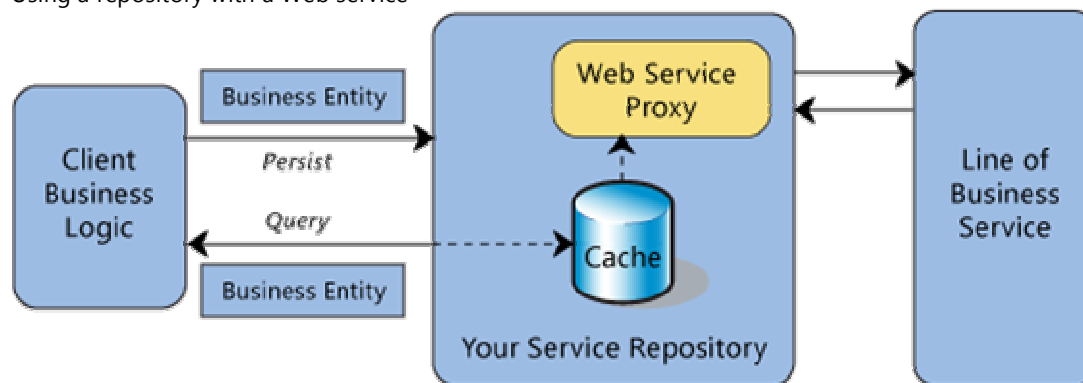 Using a repository with a Web service
Business Entity
Web Service
Proxy
Client
Business
Logic
Persist
Line of
Business
Service
Query
Cache
Business Entity
Your Service Repository